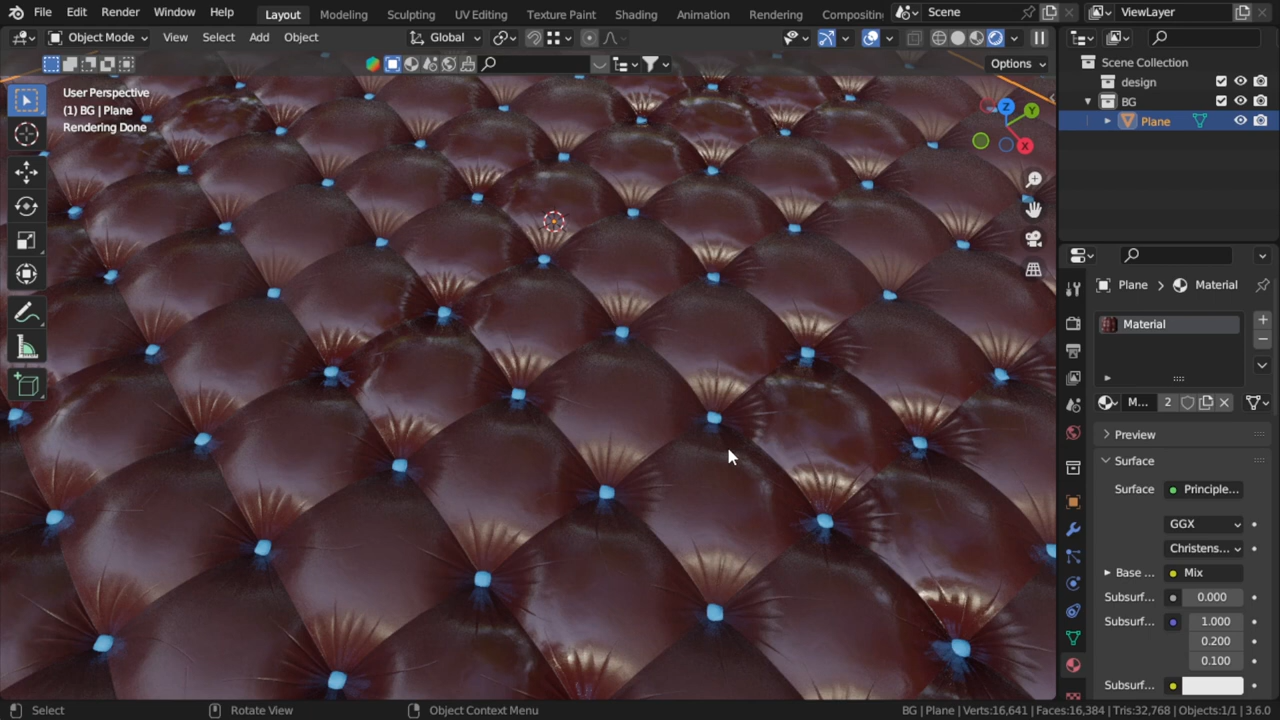 File Edit Render Window Help Layout Modeling Sculpting UV Editing Texture Paint Shading Animation Rendering Compositin Scene ViewLayer
Object Mode View Select Add Object Global
Options
User Perspective
(1) BG | Plane
Rendering Done
Z
Y
X
Scene Collection
design
BG
Plane
Plane Material
Material
M... 2
Preview
Surface
Surface Principle...
GGX
Christens...
Base ... Mix
Subsurf... 0.000
Subsurf... 1.000
0.200
0.100
Subsurf...
Select Rotate View Object Context Menu BG | Plane | Verts:16,641 | Faces:16,384 | Tris:32,768 | Objects:1/1 | 3.6.0